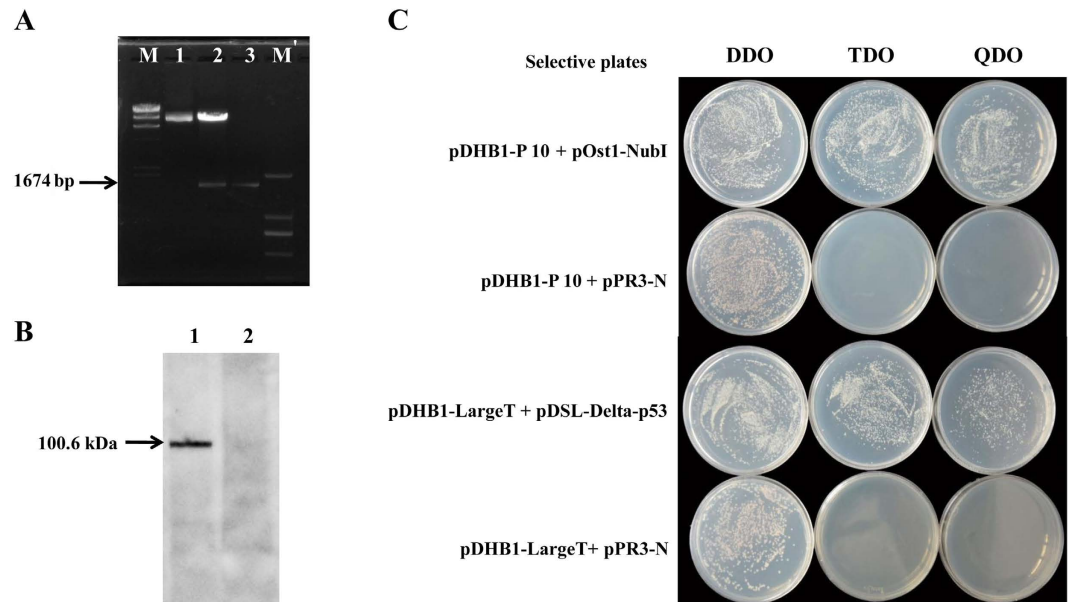 A
M 1 2 3 M'
1674 bp
B
1 2
100.6 kDa
C
Selective plates DDO TDO QDO
pDHB1-P 10 + pOst1-NubI
pDHB1-P 10 + pPR3-N
pDHB1-LargeT + pDSL-Delta-p53
pDHB1-LargeT+ pPR3-N